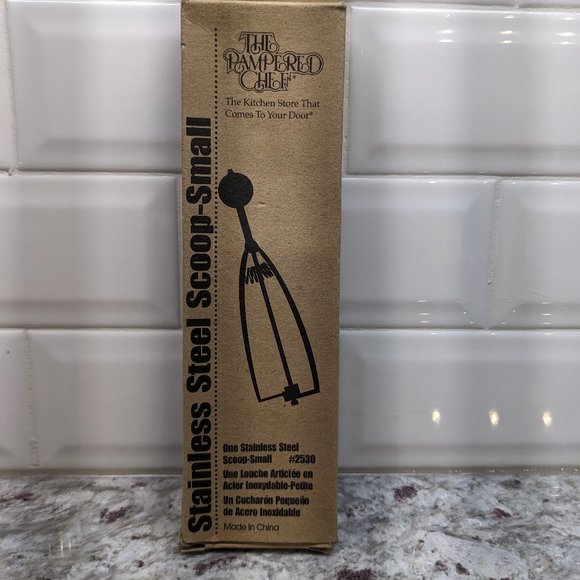 THE
PAMPERED
CHEF®
The Kitchen Store That
Comes To Your Door®
Stainless Steel Scoop-Small
One Stainless Steel
Scoop-Small #2530
Une Louche Articlée en
Acier Inoxydable-Petite
Un Cucharón Pequeño
de Acero Inoxidable
Made In China